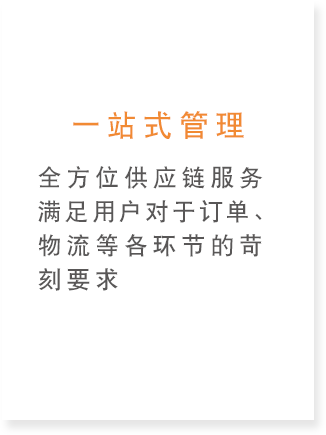 一站式管理
全方位供应链服务
满足用户对于订单、
物流等各环节的苛
刻要求